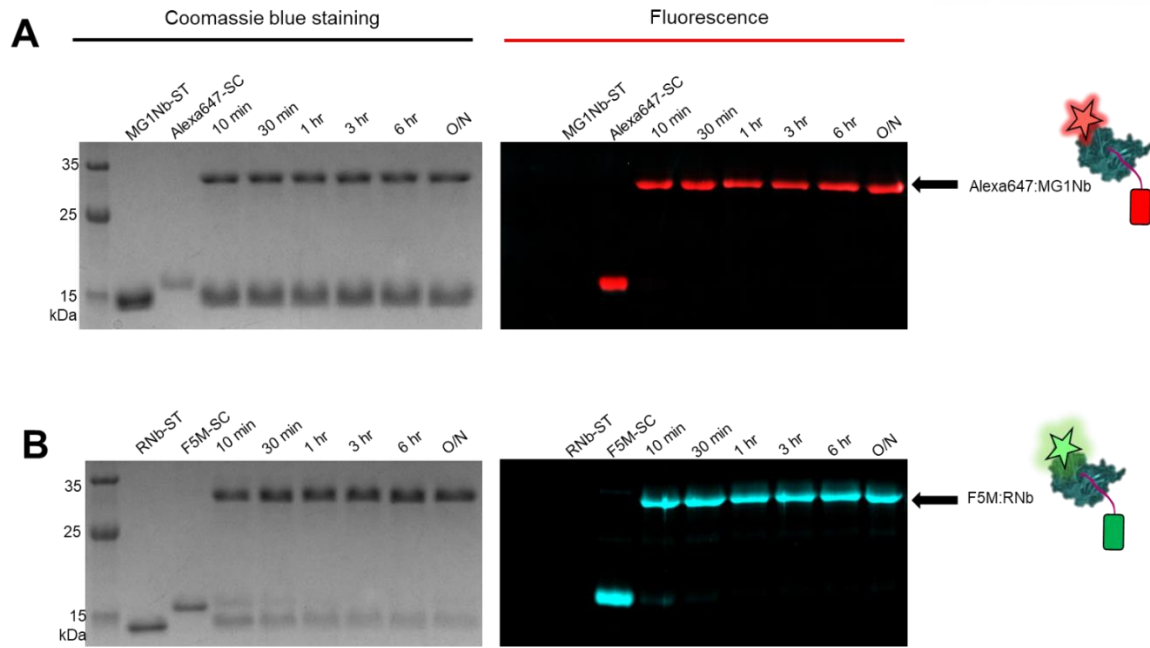 Coomassie blue staining
Fluorescence
A
MG1Nb-ST
Alexa647-SC
10 min
30 min
1 hr
3 hr
6 hr
O/N
MG1Nb-ST
Alexa647-SC
10 min
30 min
1 hr
3 hr
6 hr
O/N
35
25
15
kDa
Alexa647:MG1Nb
B
RNb-ST
F5M-SC
10 min
30 min
1 hr
3 hr
6 hr
O/N
RNb-ST
F5M-SC
10 min
30 min
1 hr
3 hr
6 hr
O/N
35
25
15
kDa
F5M:RNb